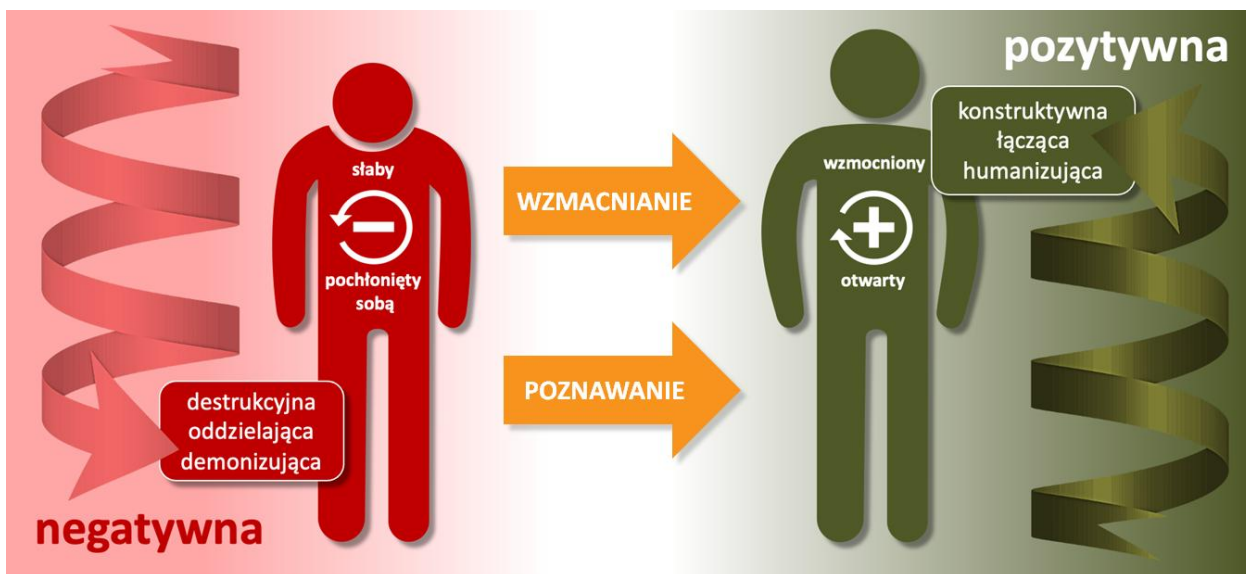 słaby
pochłonięty
sobą
destrukcyjna
oddzielająca
demonizująca
negatywna
WZMACNIANIE
POZNAWANIE
pozytywna
konstruktywna
łącząca
humanizująca
wzmocniony
otwarty